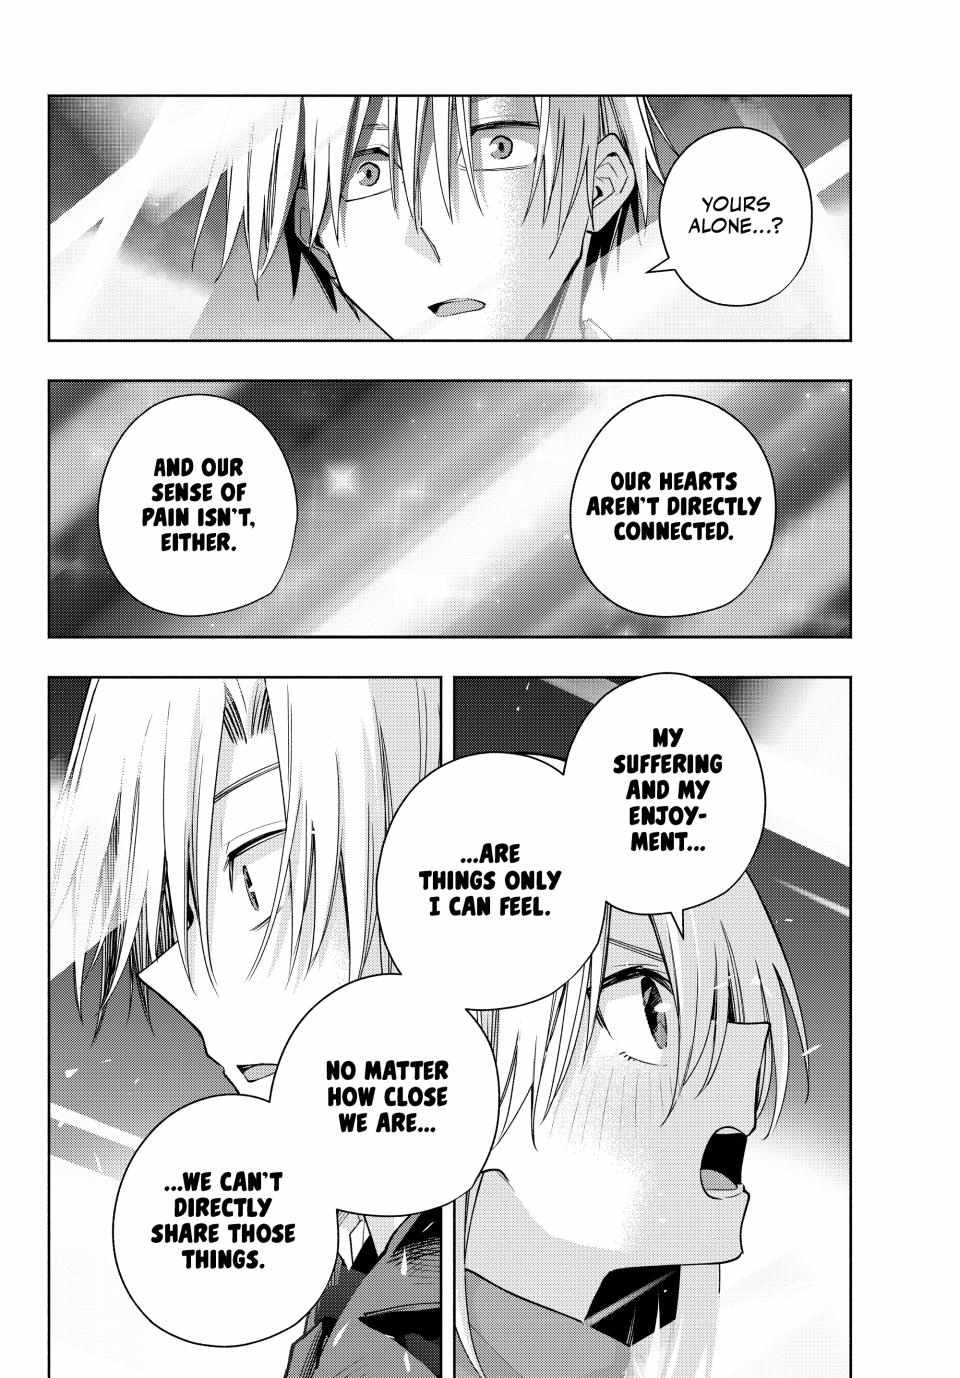 YOURS
ALONE...?
OUR HEARTS
AREN'T DIRECTLY
CONNECTED.
AND OUR
SENSE OF
PAIN ISN'T,
EITHER.
MY
SUFFERING
AND MY
ENJOY-
MENT...
...ARE
THINGS ONLY
I CAN FEEL.
NO MATTER
HOW CLOSE
WE ARE...
...WE CAN'T
DIRECTLY
SHARE THOSE
THINGS.